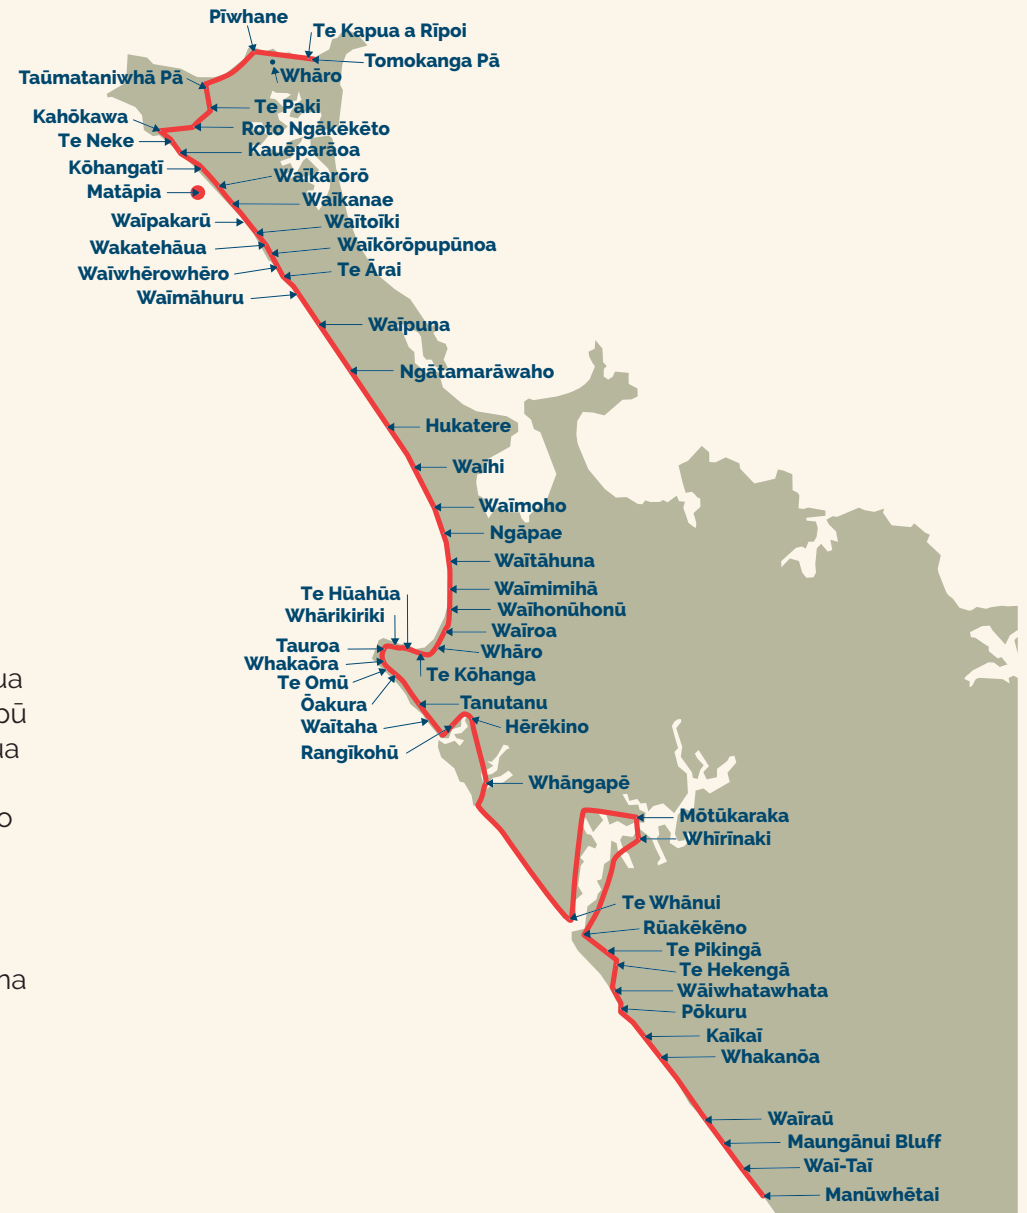 Pīwhane
Te Kapua a Rīpoi
Tomokanga Pā
Whāro
Taūmataniwhā Pā
Te Paki
Kahōkawa
Roto Ngākēkēto
Te Neke
Kauēparāoa
Kōhangatī
Waīkarōrō
Matāpia
Waīkanae
Waīpakarū
Waītoīki
Wakatehāua
Waīkōrōpupūnoa
Waīwhērowhēro
Te Ārai
Waīmāhuru
Waīpuna
Ngātamarāwaho
Hukatere
Waīhi
Waīmoho
Ngāpae
Waītāhuna
Waīmimihā
Te Hūahūa
Waīhonūhonū
Whārikiriki
Waīroa
Tauroa
Whāro
Whakaōra
Te Kōhanga
Te Omū
Ōakura
Tanutanu
Waītaha
Hērēkino
Rangīkohū
Whāngapē
Mōtūkaraka
Whīrīnaki
Te Whānui
Rūakēkēno
Te Pikingā
Te Hekengā
Wāiwhatawhata
Pōkuru
Kaīkaī
Whakanōa
Waīraū
Maungānui Bluff
Waī-Taī
Manūwhētai
ua
ua
o
na